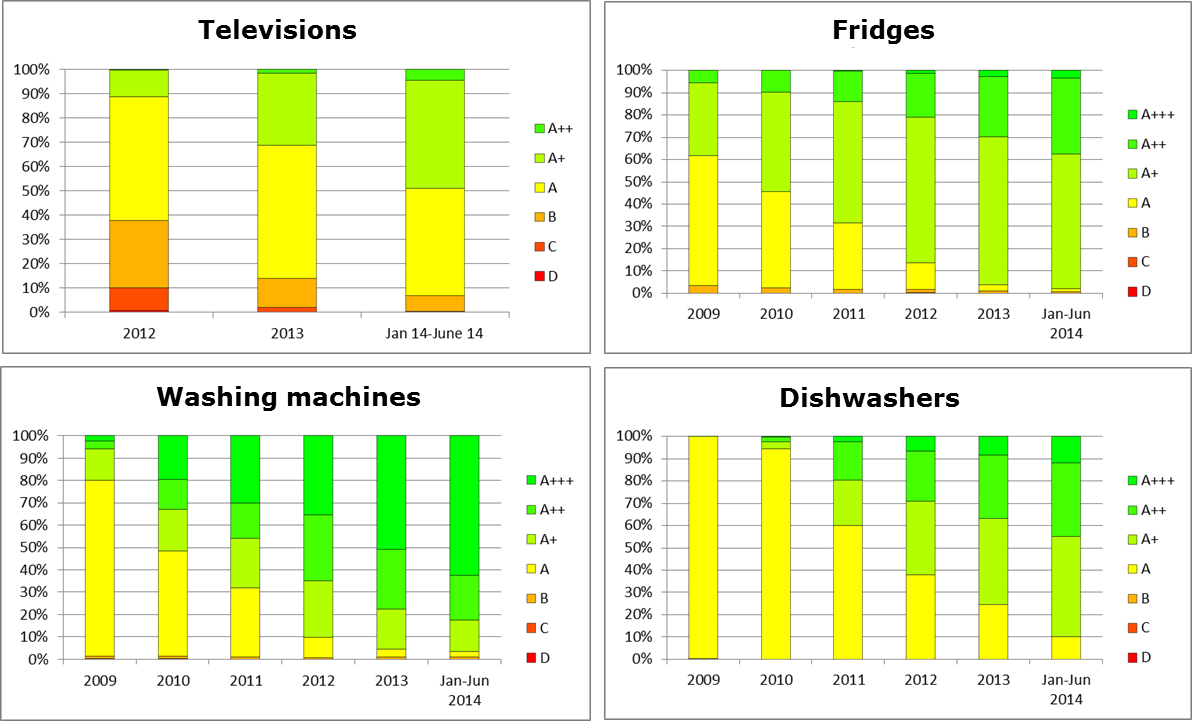 Televisions
100%
90%
80%
70%
60%
50%
40%
30%
20%
10%
0%
2012 2013 Jan 14-June 14
A++
A+
A
B
C
D
Fridges
100%
90%
80%
70%
60%
50%
40%
30%
20%
10%
0%
2009 2010 2011 2012 2013 Jan-Jun
2014
A+++
A++
A+
A
B
C
D
Washing machines
100%
90%
80%
70%
60%
50%
40%
30%
20%
10%
0%
2009 2010 2011 2012 2013 Jan-Jun
2014
A+++
A++
A+
A
B
C
D
Dishwashers
100%
90%
80%
70%
60%
50%
40%
30%
20%
10%
0%
2009 2010 2011 2012 2013 Jan-Jun
2014
A+++
A++
A+
A
B
C
D